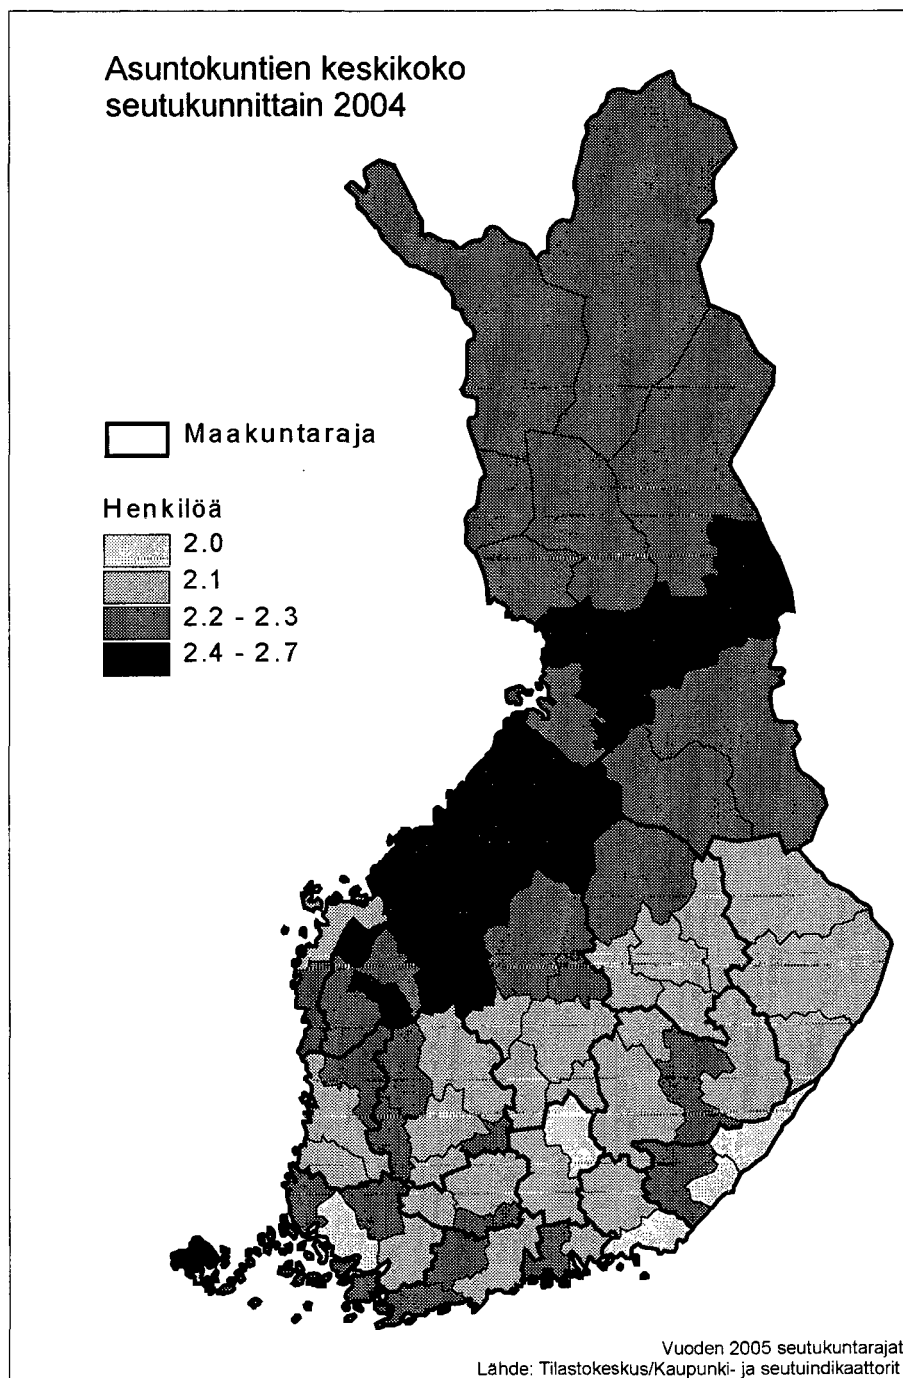 Asuntokuntien keskikoko
seutukunnittain 2004
Maakuntaraja
Henkilöä
2.0
2.1
2.2 - 2.3
2.4 - 2.7
Vuoden 2005 seutukuntarajat
Lähde: Tilastokeskus/Kaupunki- ja seutuindikaattorit